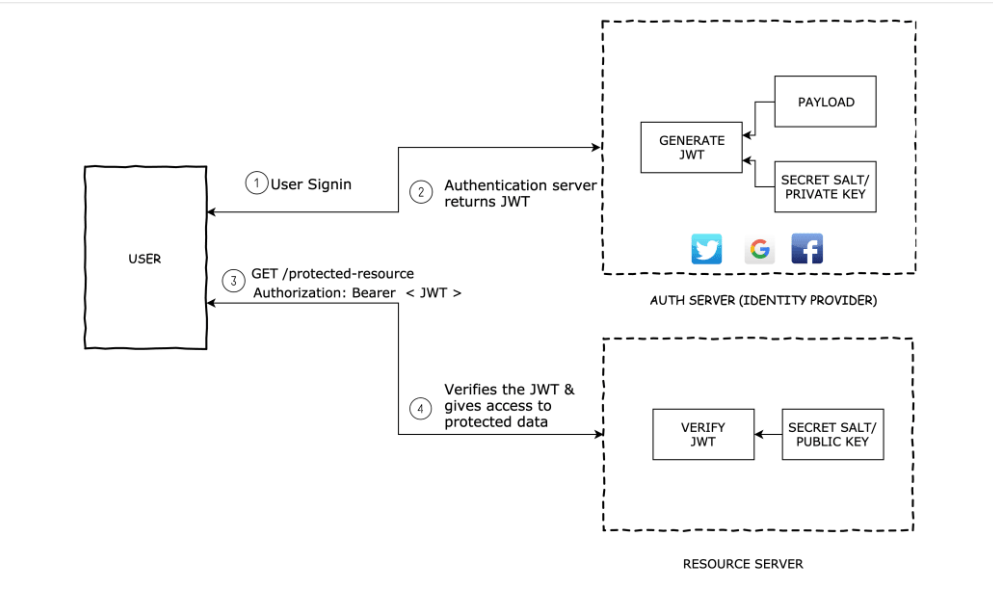 PAYLOAD
GENERATE
JWT
SECRET SALT/
PRIVATE KEY
1 User Signin
2 Authentication server
returns JWT
USER
3 GET /protected-resource
Authorization: Bearer < JWT >
AUTH SERVER (IDENTITY PROVIDER)
4 Verifies the JWT &
gives access to
protected data
VERIFY
JWT
SECRET SALT/
PUBLIC KEY
RESOURCE SERVER